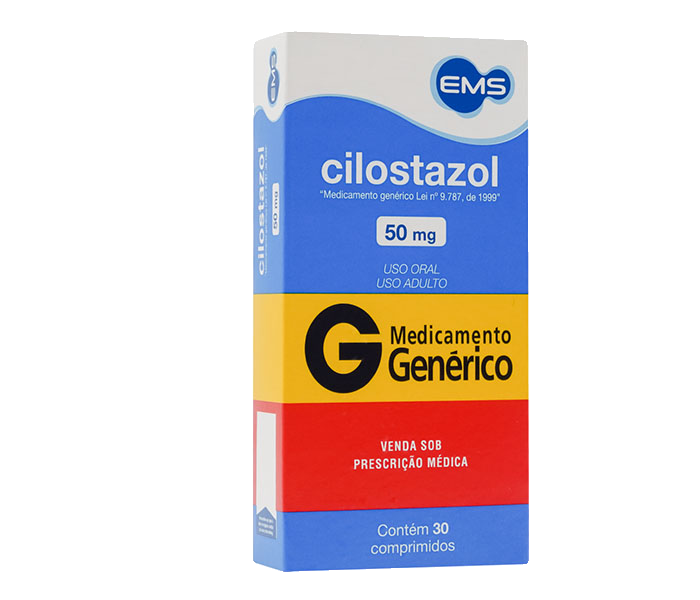 EMS
EMS
cilostazol
"Medicamento genérico Lei nº 9.787, de 1999"
50 mg
USO ORAL
USO ADULTO
G Medicamento
Genérico
VENDA SOB
PRESCRIÇÃO MÉDICA
Contém 30
comprimidos
cilostazol
50 mg